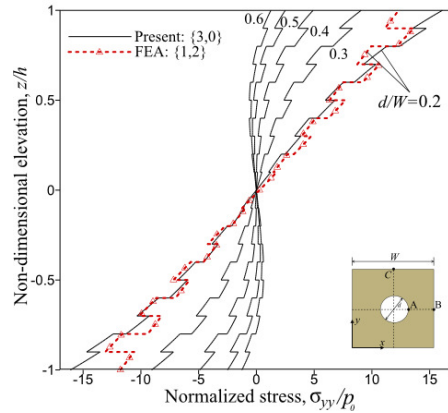 1
0.5
0
-0.5
-1
Non-dimensional elevation, z/h
Present: {3,0}
FEA: {1,2}
0.6
0.5
0.4
0.3
d/W=0.2
W
C
d
A
B
y
x
-15
-10
-5
0
5
10
15
Normalized stress, σyy/p0